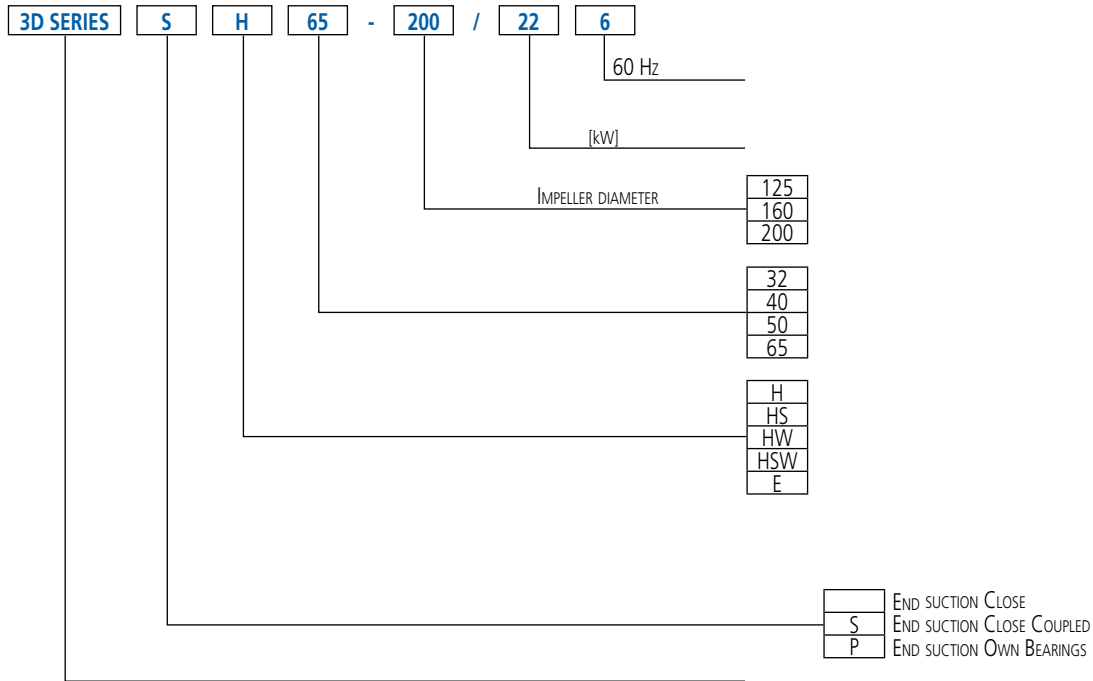 3D SERIES S H 65 - 200 / 22 6
60 Hz
[kW]
IMPELLER DIAMETER
125
160
200
32
40
50
65
H
HS
HW
HSW
E
END SUCTION CLOSE
S END SUCTION CLOSE COUPLED
P END SUCTION OWN BEARINGS